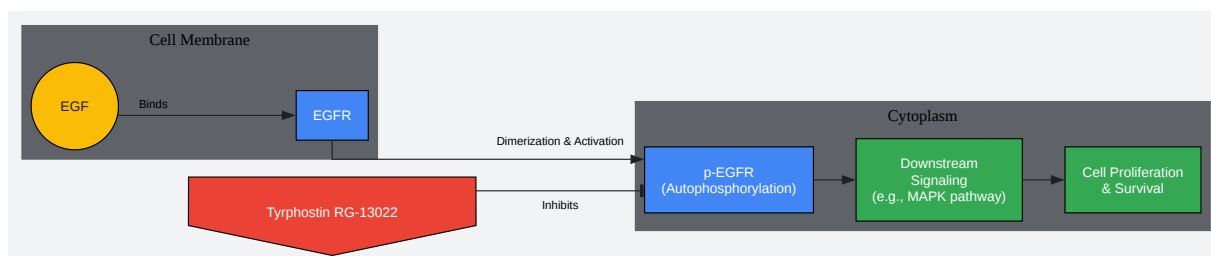 Cell Membrane
EGF
Binds
EGFR
Dimerization & Activation
Tyrphostin RG-13022
Inhibits
Cytoplasm
p-EGFR
(Autophosphorylation)
Downstream
Signaling
(e.g., MAPK pathway)
Cell Proliferation
& Survival